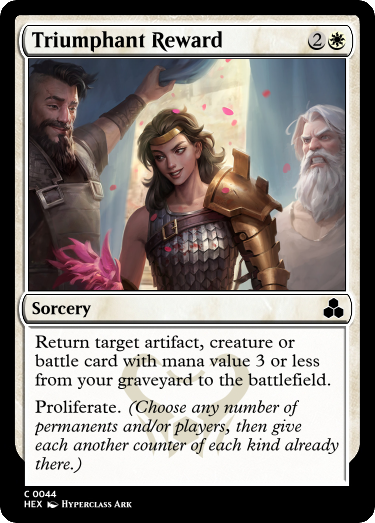 Triumphant Reward 2
Sorcery
Return target artifact, creature or
battle card with mana value 3 or less
from your graveyard to the battlefield.
Proliferate. (Choose any number of
permanents and/or players, then give
each another counter of each kind already
there.)
C 0044
HEX Hyperclass Ark